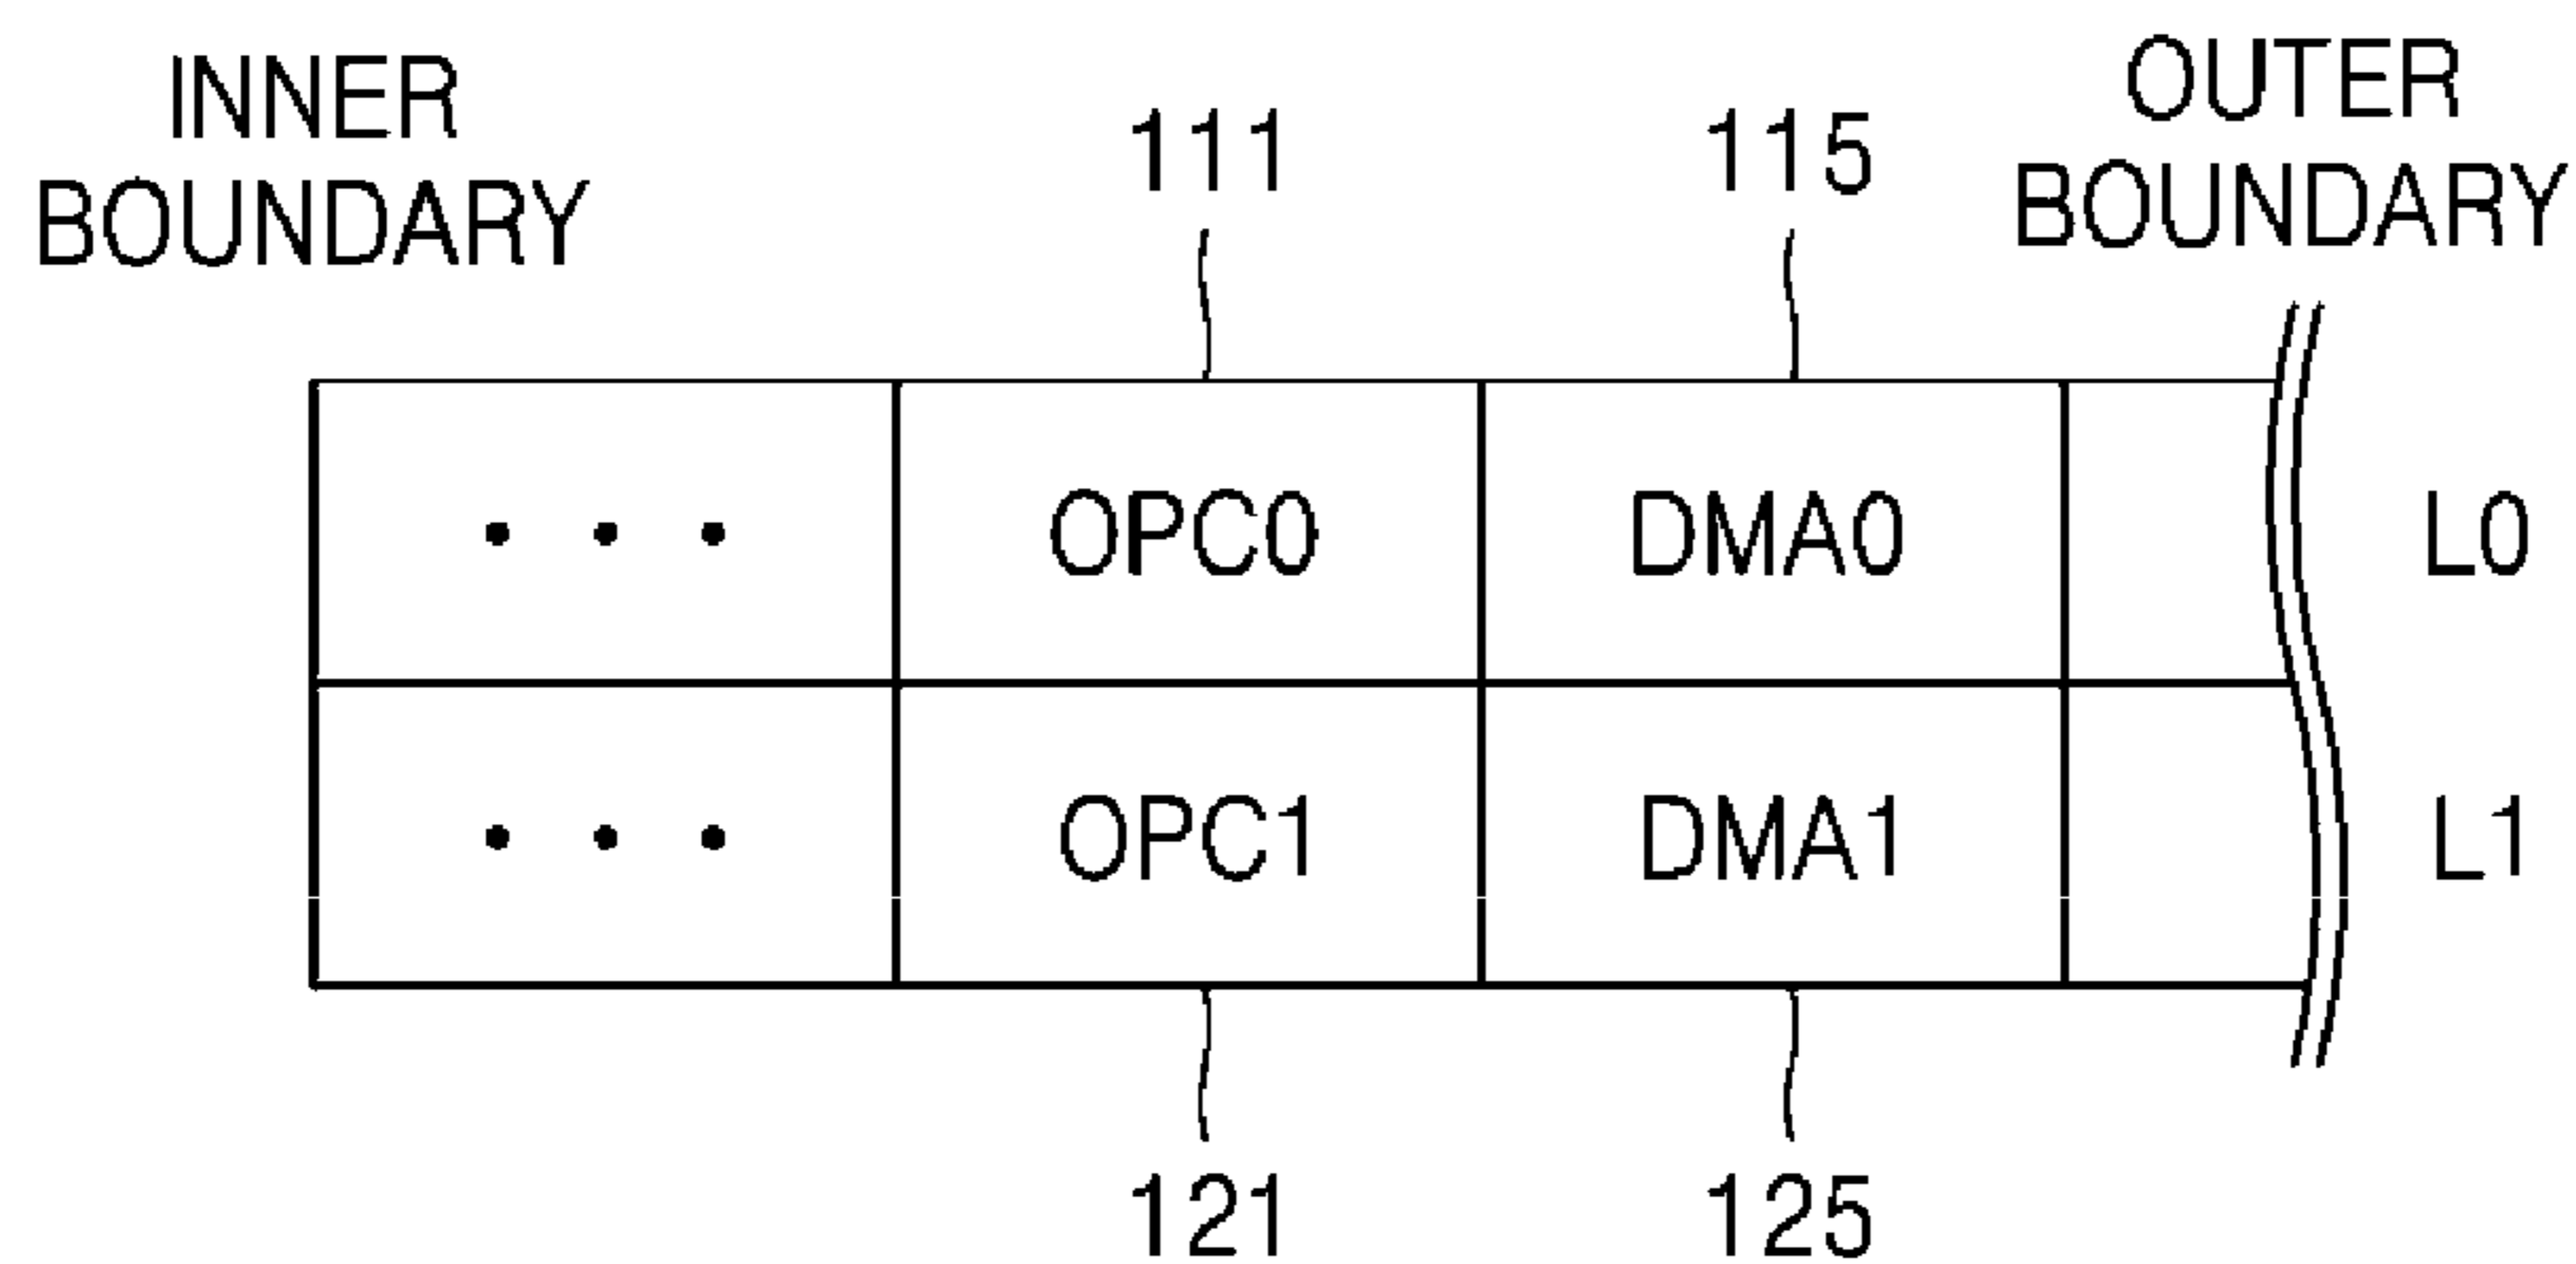 INNER
BOUNDARY
111
115
OUTER
BOUNDARY
• • •
OPC0
DMA0
L0
• • •
OPC1
DMA1
L1
121
125